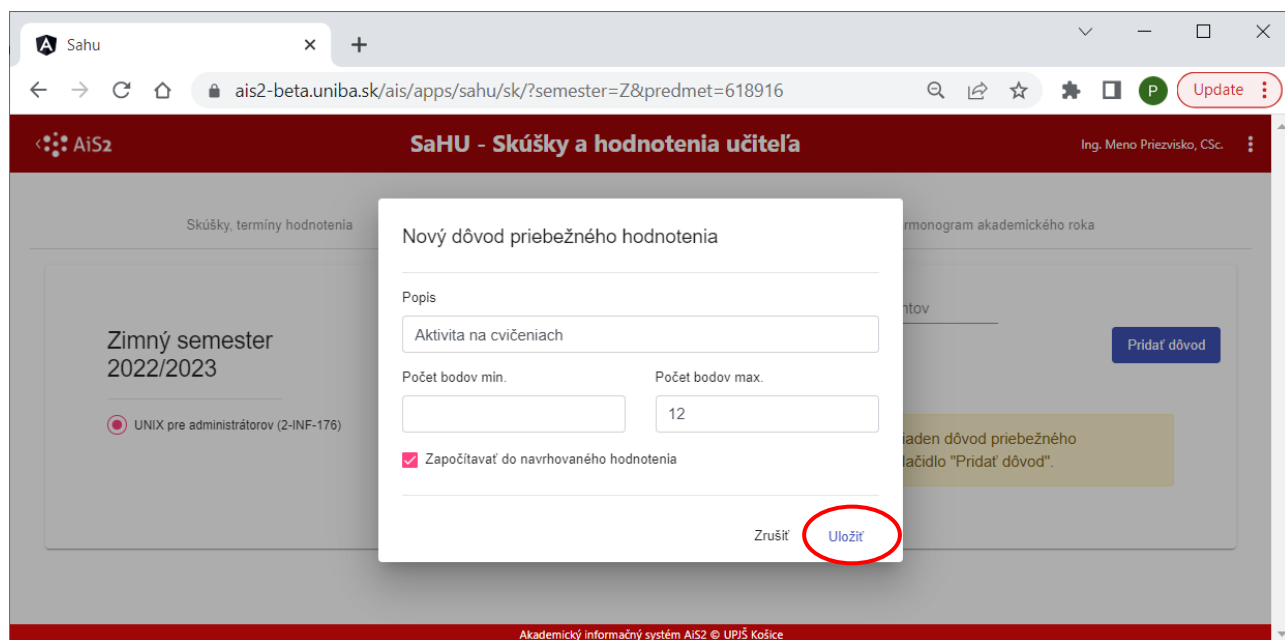 Sahu
ais2-beta.uniba.sk/ais/apps/sahu/sk/?semester=Z&predmet=618916
P
Update
AiS2
SaHU - Skúšky a hodnotenia učiteľa
Ing. Meno Priezvisko, CSc.
Skúšky, termíny hodnotenia
rmonogram akademického roka
Nový dôvod priebežného hodnotenia
Popis
Aktivita na cvičeniach
ntov
Zimný semester
2022/2023
Pridať dôvod
Počet bodov min.
Počet bodov max.
12
UNIX pre administrátorov (2-INF-176)
iaden dôvod priebežného
lačidlo "Pridať dôvod".
Započítavať do navrhovaného hodnotenia
Zrušiť
Uložiť
Akademický informačný systém AiS2 © UPJŠ Košice